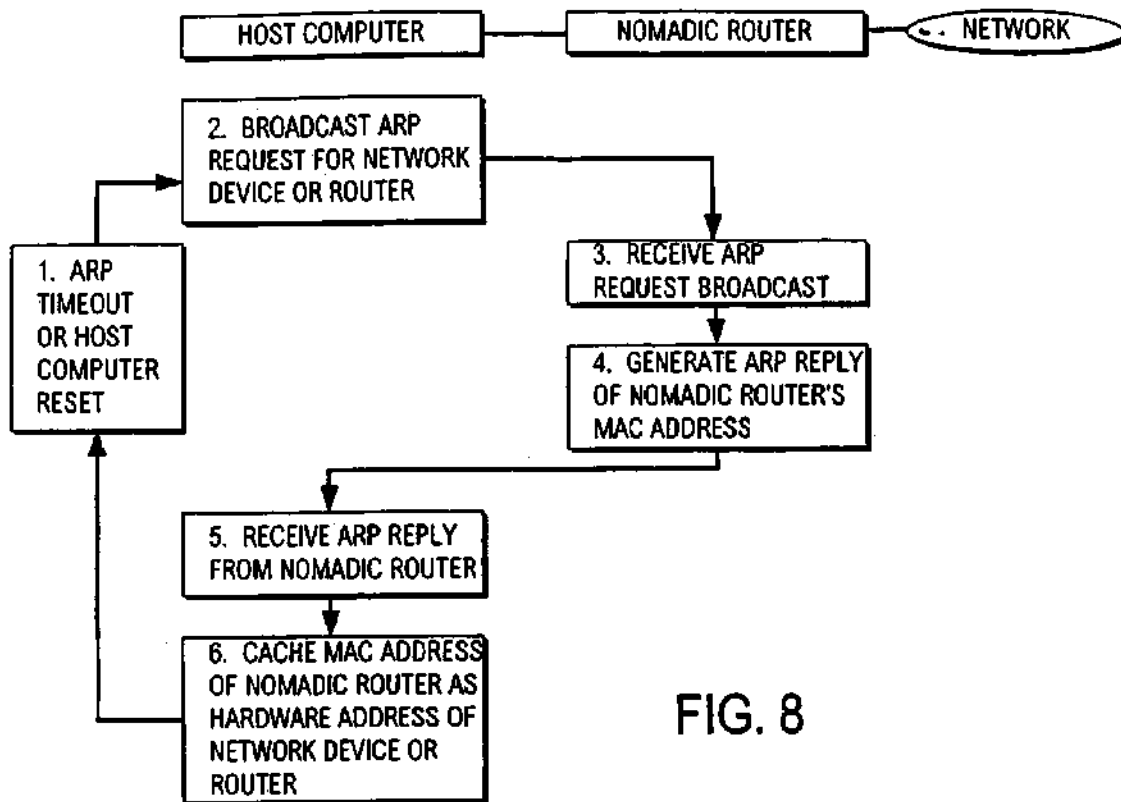 HOST COMPUTER
NOMADIC ROUTER
NETWORK
2. BROADCAST ARP
REQUEST FOR NETWORK
DEVICE OR ROUTER
1. ARP
TIMEOUT
OR HOST
COMPUTER
RESET
3. RECEIVE ARP
REQUEST BROADCAST
4. GENERATE ARP REPLY
OF NOMADIC ROUTER'S
MAC ADDRESS
5. RECEIVE ARP REPLY
FROM NOMADIC ROUTER
6. CACHE MAC ADDRESS
OF NOMADIC ROUTER AS
HARDWARE ADDRESS OF
NETWORK DEVICE OR
ROUTER
FIG. 8